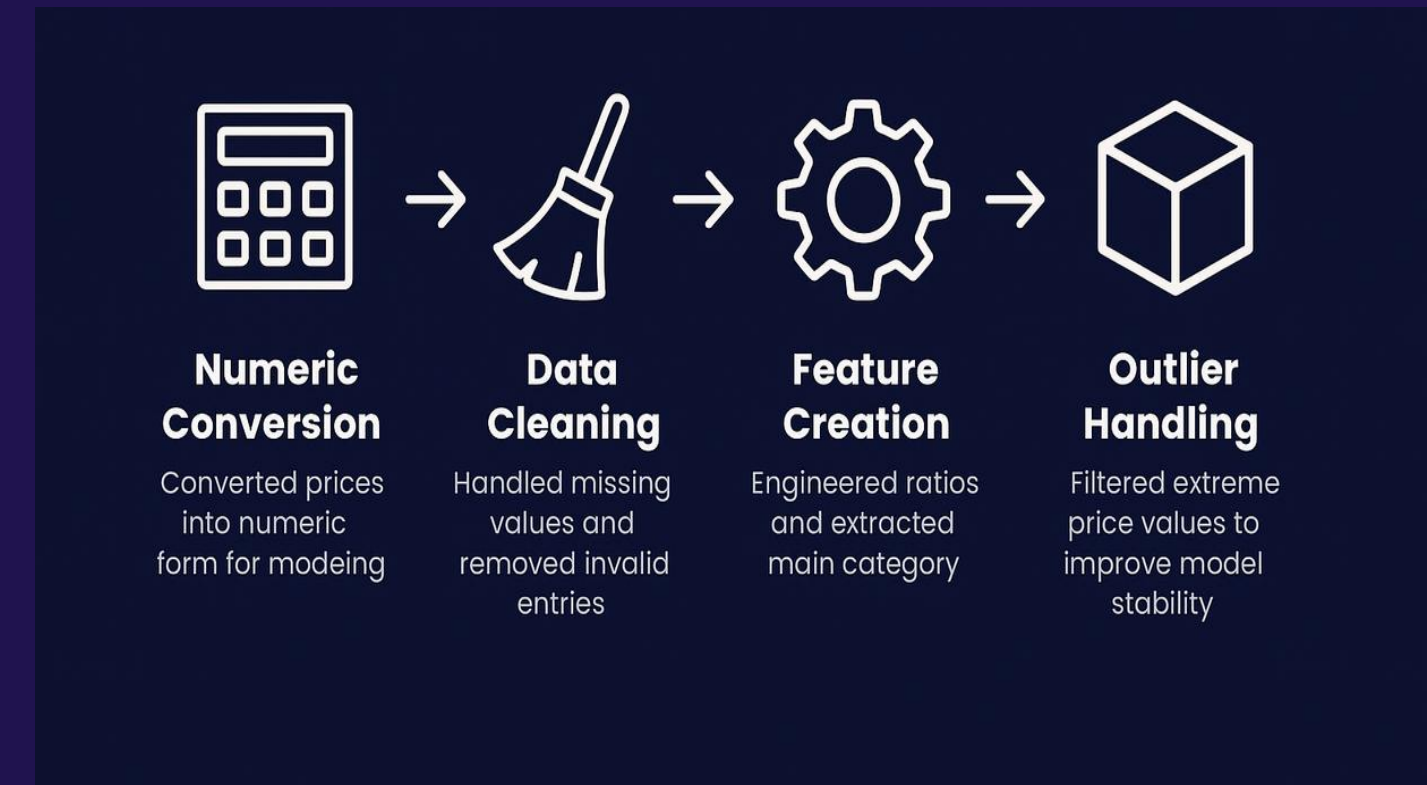 Numeric
Conversion
Converted prices
into numeric
form for modeing
Data
Cleaning
Handled missing
values and
removed invalid
entries
Feature
Creation
Engineered ratios
and extracted
main category
Outlier
Handling
Filtered extreme
price values to
improve model
stability